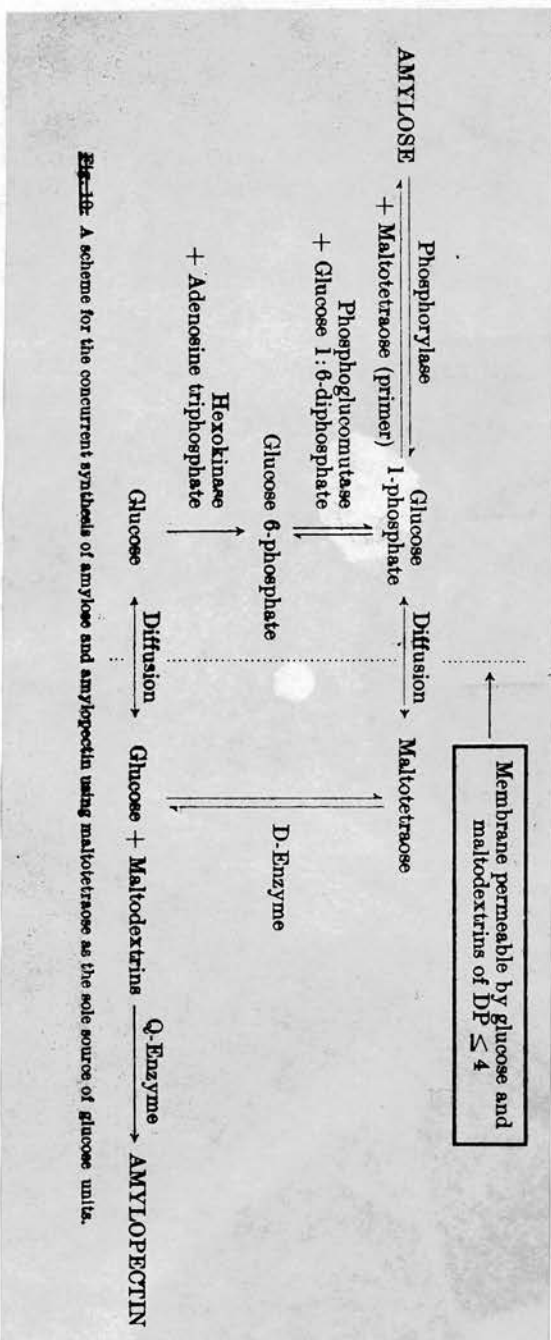 Membrane permeable by glucose and
maltodextrins of DP ≤ 4
AMYLOSE
Phosphorylase
+ Maltotetraose (primer)
Glucose
1-phosphate
Diffusion
Maltotetraose
Phosphoglucomutase
+ Glucose 1:6-diphosphate
D-Enzyme
Glucose 6-phosphate
Hexokinase
+ Adenosine triphosphate
Glucose
Diffusion
Glucose + Maltodextrins
Q-Enzyme
AMYLOPECTIN
Fig. 10: A scheme for the concurrent synthesis of amylose and amylopectin using maltotetraose as the sole source of glucose units.